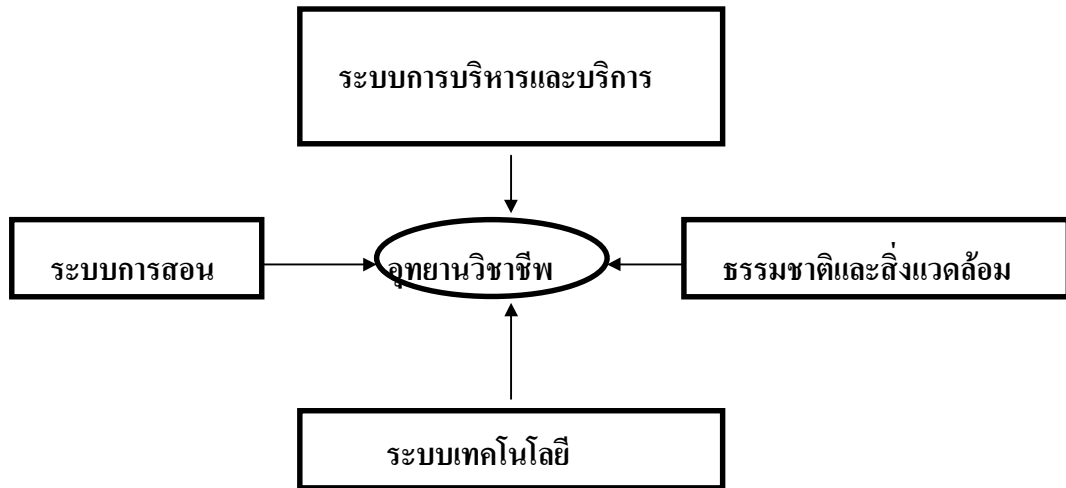 ระบบการบริหารและบริการ
ระบบการสอน
อุทยานวิชาชีพ
ธรรมชาติและสิ่งแวดล้อม
ระบบเทคโนโลยี